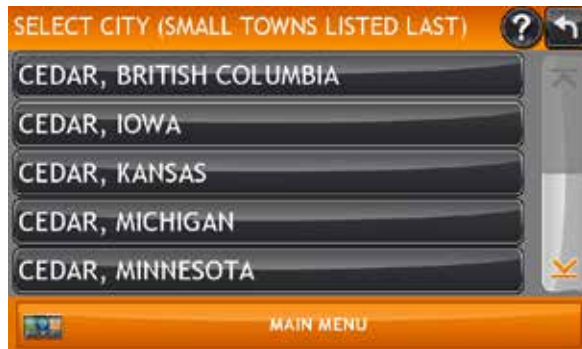 SELECT CITY (SMALL TOWNS LISTED LAST) ?
CEDAR, BRITISH COLUMBIA
CEDAR, IOWA
CEDAR, KANSAS
CEDAR, MICHIGAN
CEDAR, MINNESOTA
MAIN MENU